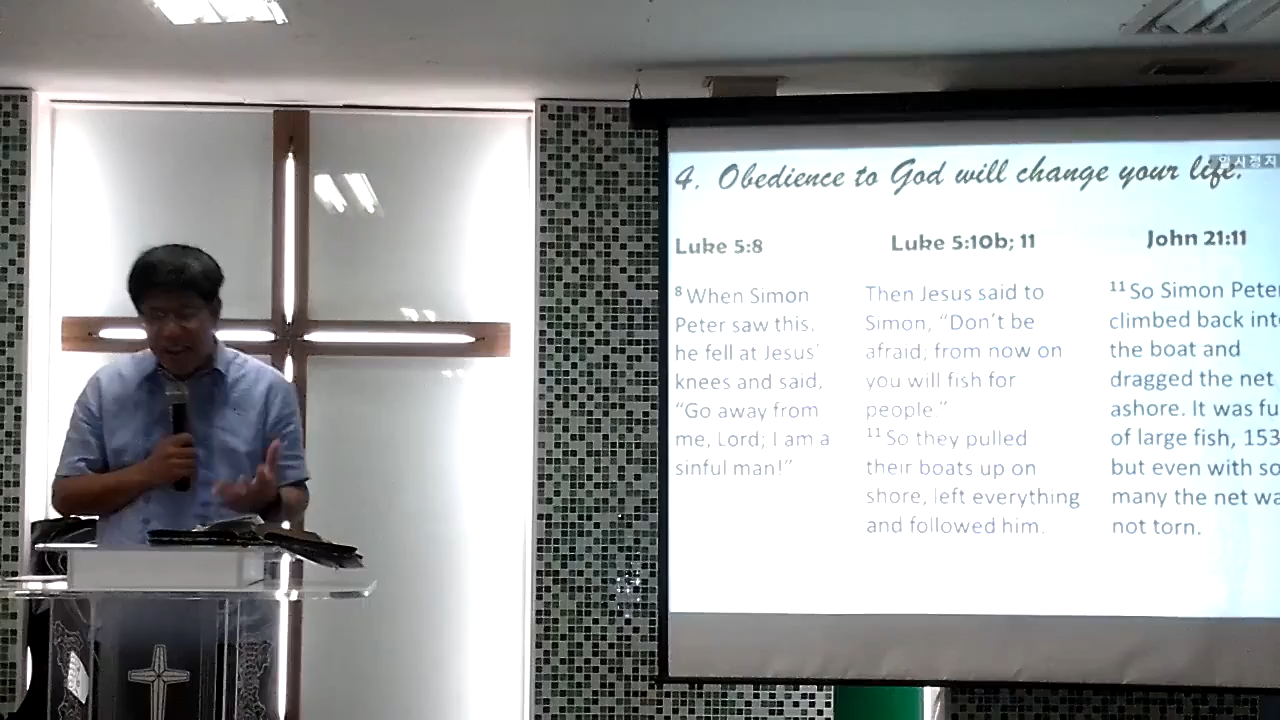 4. Obedience to God will change your life.
일시정지
Luke 5:8
8 When Simon
Peter saw this,
he fell at Jesus'
knees and said,
“Go away from
me, Lord; I am a
sinful man!”
Luke 5:10b; 11
Then Jesus said to
Simon, “Don't be
afraid; from now on
you will fish for
people.”
11 So they pulled
their boats up on
shore, left everything
and followed him.
John 21:11
11 So Simon Peter
climbed back into
the boat and
dragged the net
ashore. It was fu
of large fish, 153
but even with so
many the net wa
not torn.